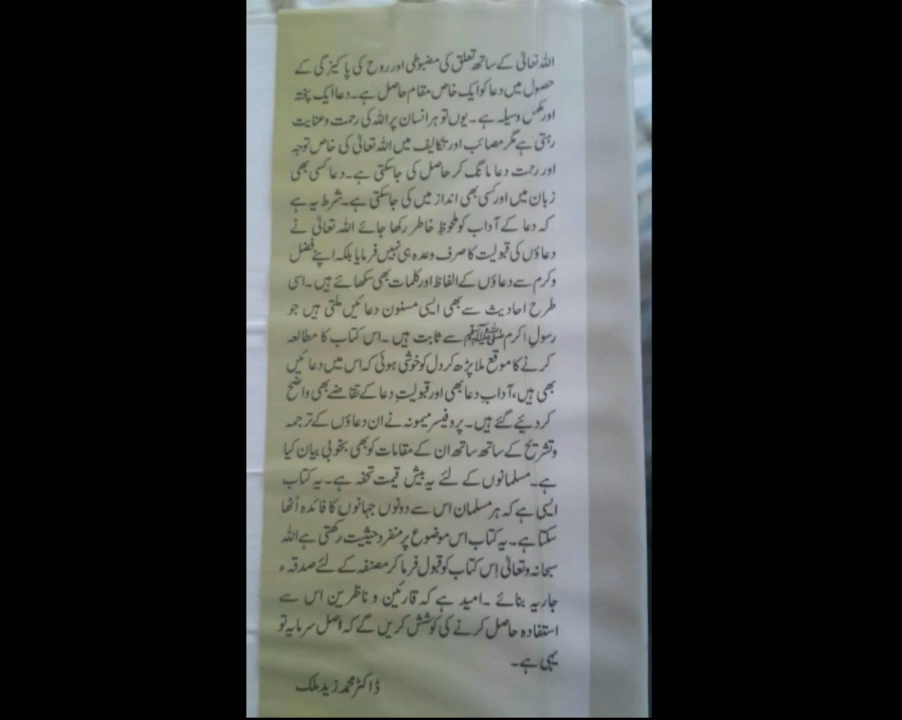 اللہ تعالیٰ کے ساتھ تعلق کی مضبوطی اور روح کی پاکیزگی کے
حصول میں دعا کو ایک خاص مقام حاصل ہے۔ دعا ایک پختہ
اور مکمل وسیلہ ہے۔ یوں تو ہر انسان پر اللہ کی رحمت و عنایت
رہتی ہے مگر مصائب اور تکالیف میں اللہ تعالیٰ کی خاص توجہ
اور رحمت دعا مانگ کر حاصل کی جاسکتی ہے۔ دعا کسی بھی
زبان میں اور کسی بھی انداز میں کی جاسکتی ہے۔ شرط یہ ہے
کہ دعا کے آداب کو ملحوظِ خاطر رکھا جائے اللہ تعالیٰ نے
دعاؤں کی قبولیت کا صرف وعدہ ہی نہیں فرمایا بلکہ اپنے فضل
وکرم سے دعاؤں کے الفاظ اور کلمات بھی سکھائے ہیں۔ اسی
طرح احادیث سے بھی ایسی مسنون دعائیں ملتی ہیں جو
رسولِ اکرم ﷺ سے ثابت ہیں۔ اس کتاب کا مطالعہ
کرنے کا موقع ملا پڑھ کر دل کو خوشی ہوئی کہ اس میں دعائیں
بھی ہیں، آدابِ دعا بھی اور قبولیتِ دعا کے تقاضے بھی واضح
کر دیئے گئے ہیں۔ پروفیسر میمونہ نے ان دعاؤں کے ترجمہ
وتشریح کے ساتھ ساتھ ان کے مقامات کو بھی بخوبی بیان کیا
ہے۔ مسلمانوں کے لئے یہ بیش قیمت تحفہ ہے۔ یہ کتاب
ایسی ہے کہ ہر مسلمان اس سے دونوں جہانوں کا فائدہ اُٹھا
سکتا ہے۔ یہ کتاب اس موضوع پر منفرد حیثیت رکھتی ہے اللہ
سبحانہ وتعالیٰ اِس کتاب کو قبول فرما کر مصنفہ کے لئے صدقہء
جاریہ بنائے ۔ امید ہے کہ قارئین و ناظرین اس سے
استفادہ حاصل کرنے کی کوشش کریں گے کہ اصل سرمایہ تو
یہی ہے۔
ڈاکٹر محمد زید ملک